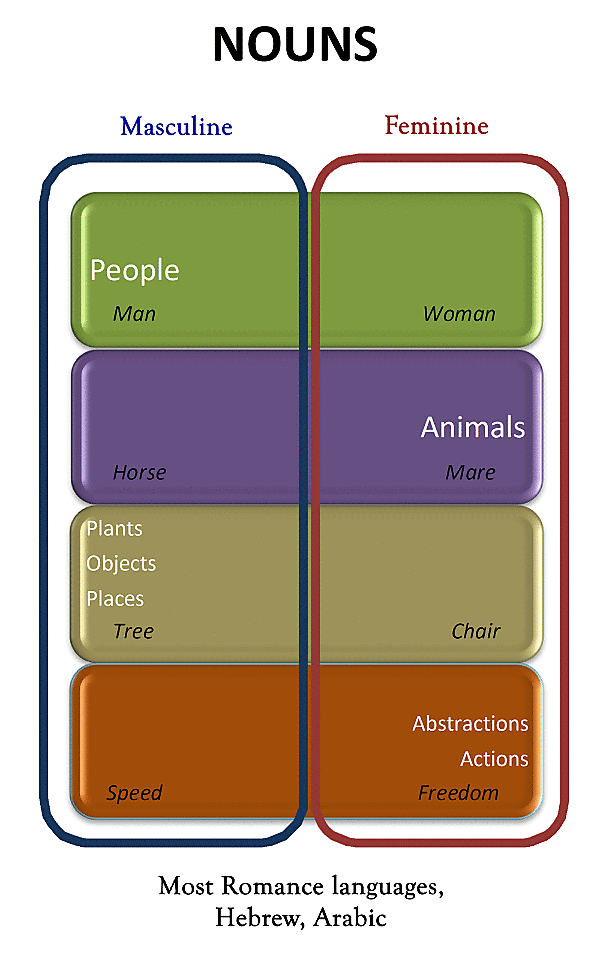 NOUNS
Masculine Feminine
People
Man Woman
Animals
Horse Mare
Plants
Objects
Places
Tree Chair
Abstractions
Actions
Speed Freedom
Most Romance languages,
Hebrew, Arabic